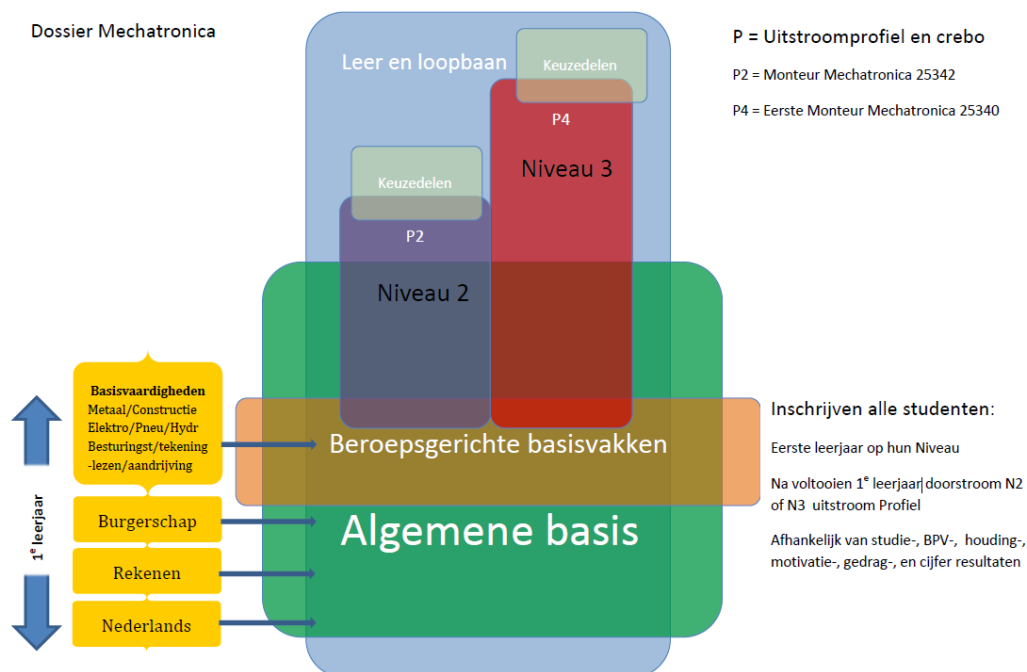 Dossier Mechatronica
Leer en loopbaan
Keuzedelen
P4
Niveau 3
Keuzedelen
P2
Niveau 2
P = Uitstroomprofiel en crebo
P2 = Monteur Mechatronica 25342
P4 = Eerste Monteur Mechatronica 25340
1e leerjaar
Basisvaardigheden
Metaal/Constructie
Elektro/Pneu/Hydr
Besturingst/tekening
-lezen/aandrijving
Burgerschap
Rekenen
Nederlands
Beroepsgerichte basisvakken
Algemene basis
Inschrijven alle studenten:
Eerste leerjaar op hun Niveau
Na voltooien 1e leerjaar doorstroom N2
of N3 uitstroom Profiel
Afhankelijk van studie-, BPV-, houding-,
motivatie-, gedrag-, en cijfer resultaten